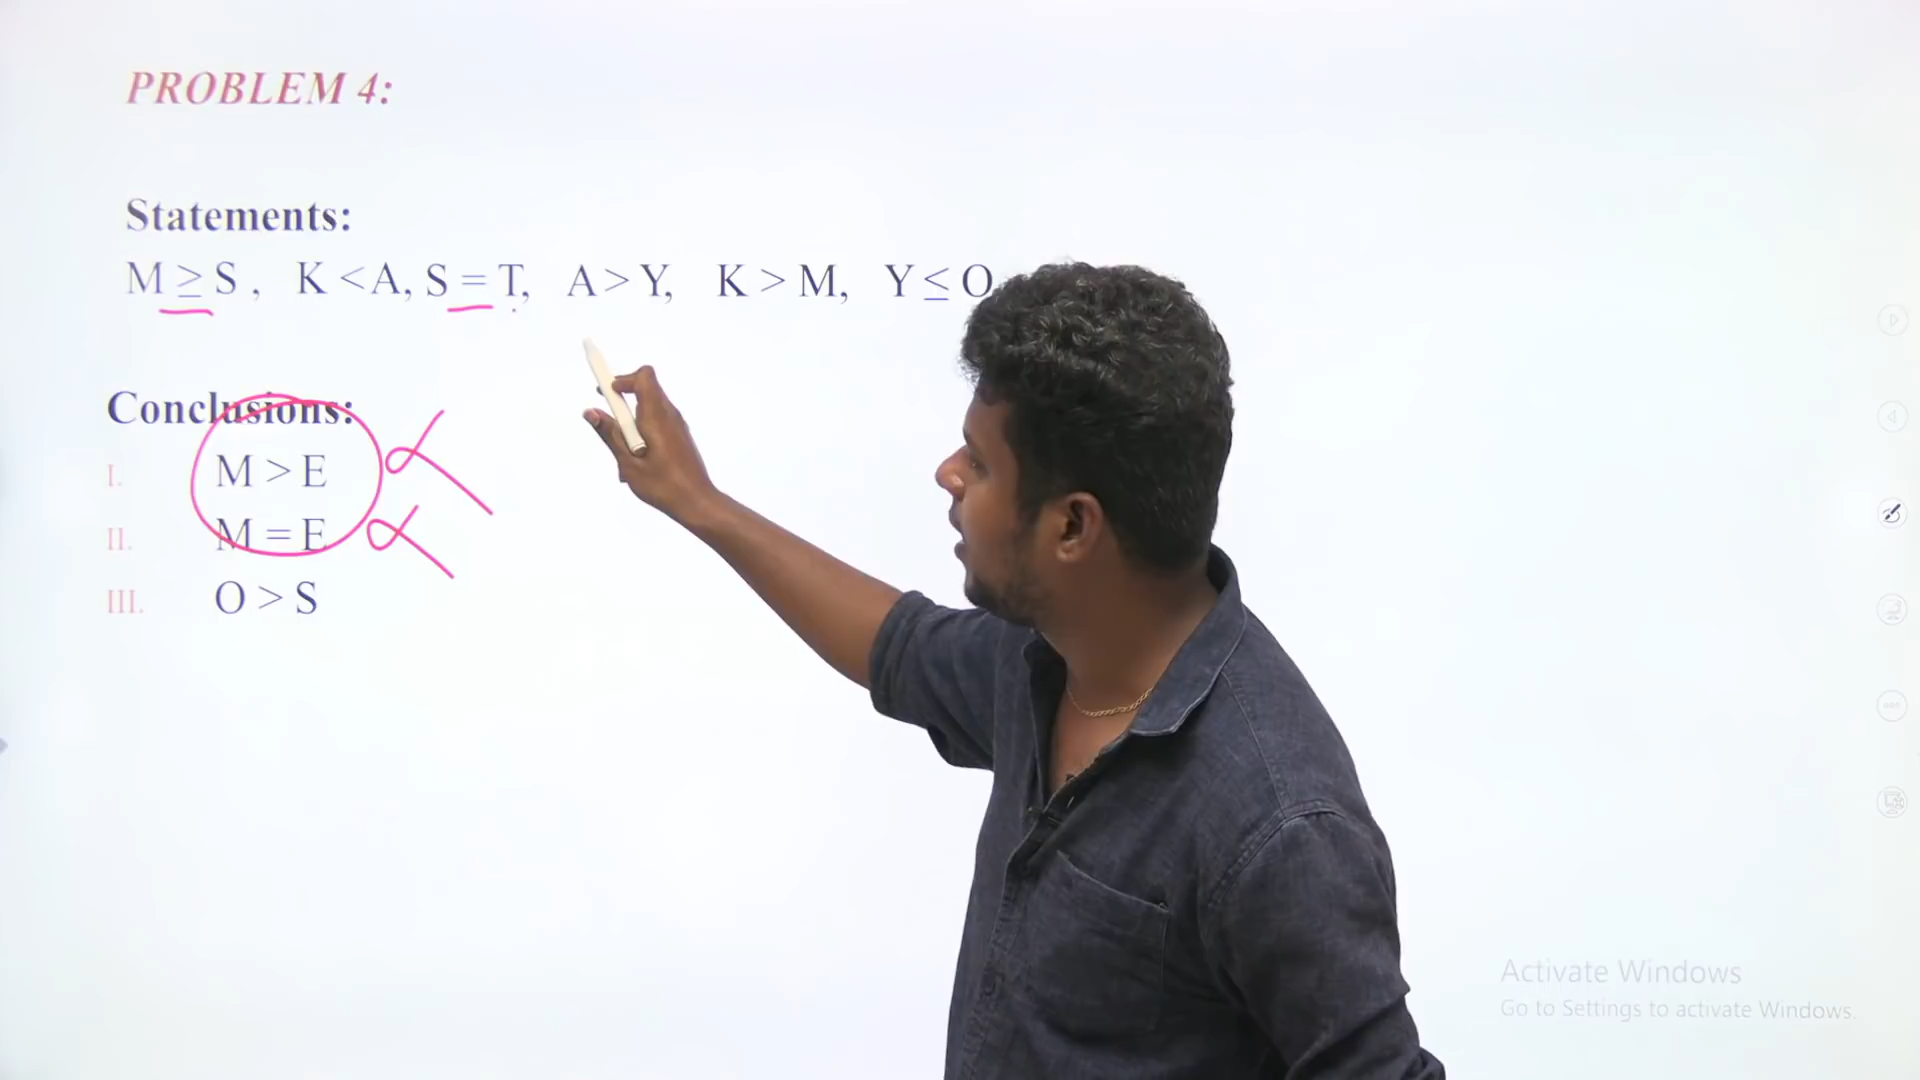 PROBLEM 4:
Statements:
M ≥ S , K < A, S = T, A > Y, K > M, Y ≤ O
Conclusions:
I. M > E
II. M = E
III. O > S
Activate Windows
Go to Settings to activate Windows.